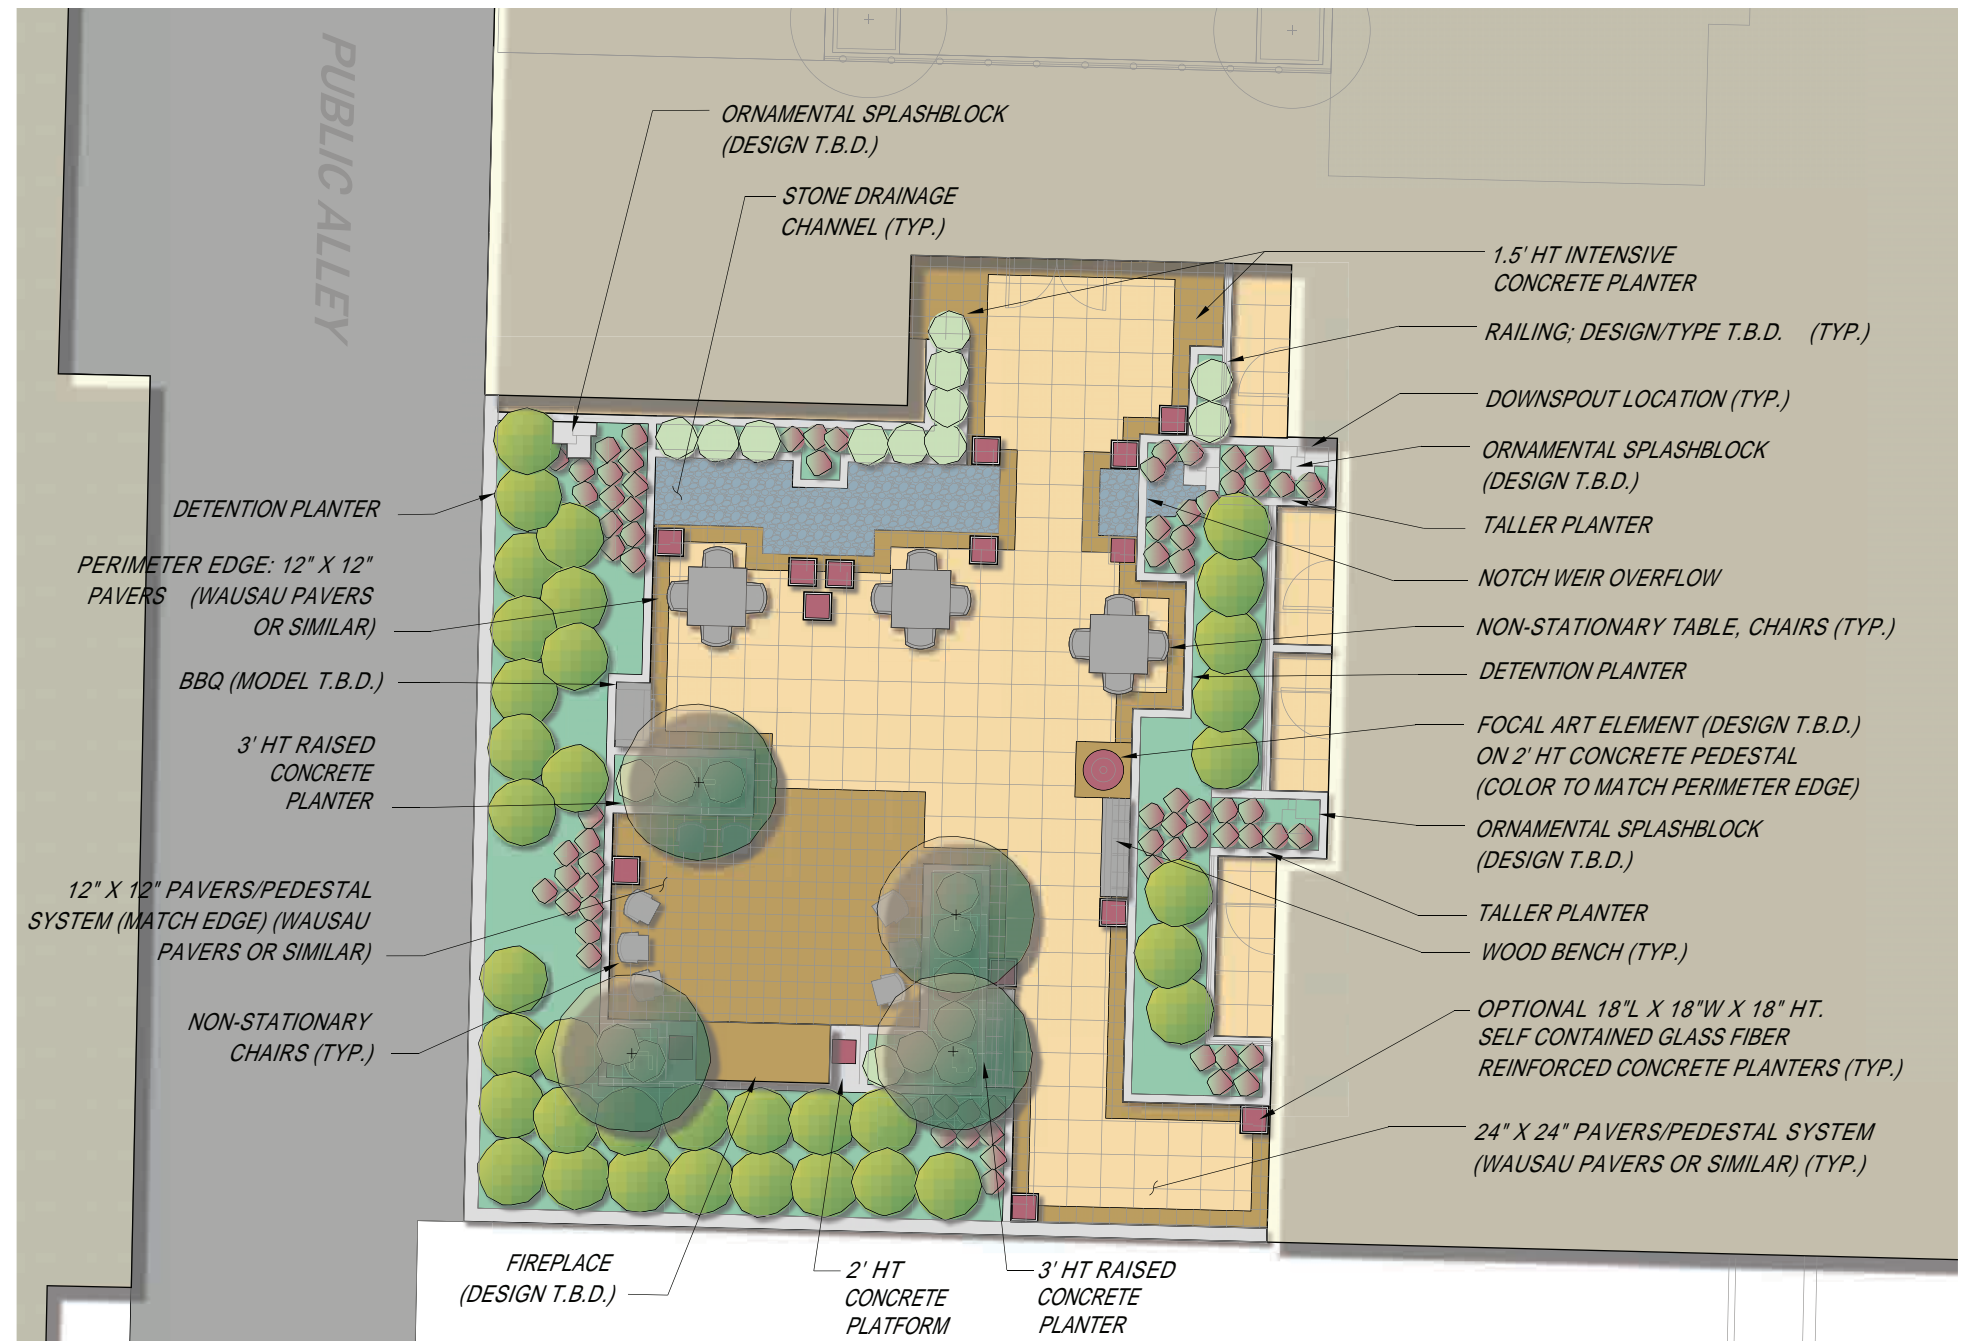 PUBLIC ALLEY
ORNAMENTAL SPLASHBLOCK
(DESIGN T.B.D.)
STONE DRAINAGE
CHANNEL (TYP.)
DETENTION PLANTER
PERIMETER EDGE: 12" X 12"
PAVERS (WAUSAU PAVERS
OR SIMILAR)
BBQ (MODEL T.B.D.)
3' HT RAISED
CONCRETE
PLANTER
12" X 12" PAVERS/PEDESTAL
SYSTEM (MATCH EDGE) (WAUSAU
PAVERS OR SIMILAR)
NON-STATIONARY
CHAIRS (TYP.)
FIREPLACE
(DESIGN T.B.D.)
2' HT
CONCRETE
PLATFORM
3' HT RAISED
CONCRETE
PLANTER
1.5' HT INTENSIVE
CONCRETE PLANTER
RAILING; DESIGN/TYPE T.B.D. (TYP.)
DOWNSPOUT LOCATION (TYP.)
ORNAMENTAL SPLASHBLOCK
(DESIGN T.B.D.)
TALLER PLANTER
NOTCH WEIR OVERFLOW
NON-STATIONARY TABLE, CHAIRS (TYP.)
DETENTION PLANTER
FOCAL ART ELEMENT (DESIGN T.B.D.)
ON 2' HT CONCRETE PEDESTAL
(COLOR TO MATCH PERIMETER EDGE)
ORNAMENTAL SPLASHBLOCK
(DESIGN T.B.D.)
TALLER PLANTER
WOOD BENCH (TYP.)
OPTIONAL 18"L X 18"W X 18" HT.
SELF CONTAINED GLASS FIBER
REINFORCED CONCRETE PLANTERS (TYP.)
24" X 24" PAVERS/PEDESTAL SYSTEM
(WAUSAU PAVERS OR SIMILAR) (TYP.)